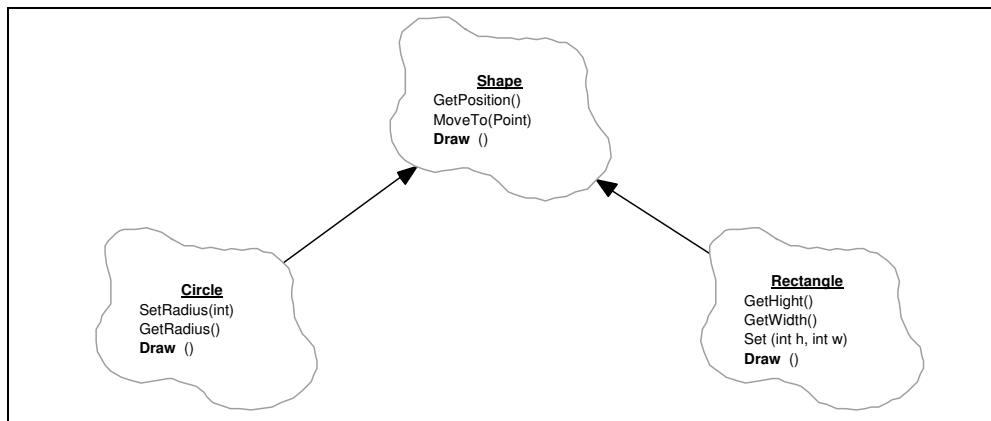 Shape
GetPosition()
MoveTo(Point)
Draw ()
Circle
SetRadius(int)
GetRadius()
Draw ()
Rectangle
GetHight()
GetWidth()
Set (int h, int w)
Draw ()